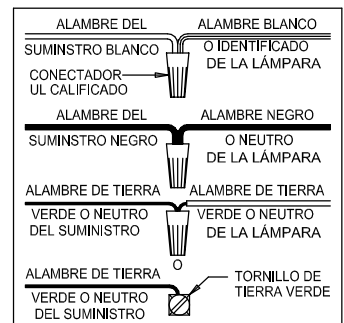 ALAMBRE DEL ALAMBRE BLANCO
SUMINSTRO BLANCO O IDENTIFICADO
DE LA LÁMPARA
CONECTADOR
UL CALIFICADO
ALAMBRE DEL ALAMBRE NEGRO
SUMINSTRO NEGRO O NEUTRO
DE LA LÁMPARA
ALAMBRE DE TIERRA ALAMBRE DE TIERRA
VERDE O NEUTRO VERDE O NEUTRO
DEL SUMINISTRO DE LA LÁMPARA
O
ALAMBRE DE TIERRA TORNILLO DE
TIERRA VERDE
VERDE O NEUTRO
DEL SUMINISTRO